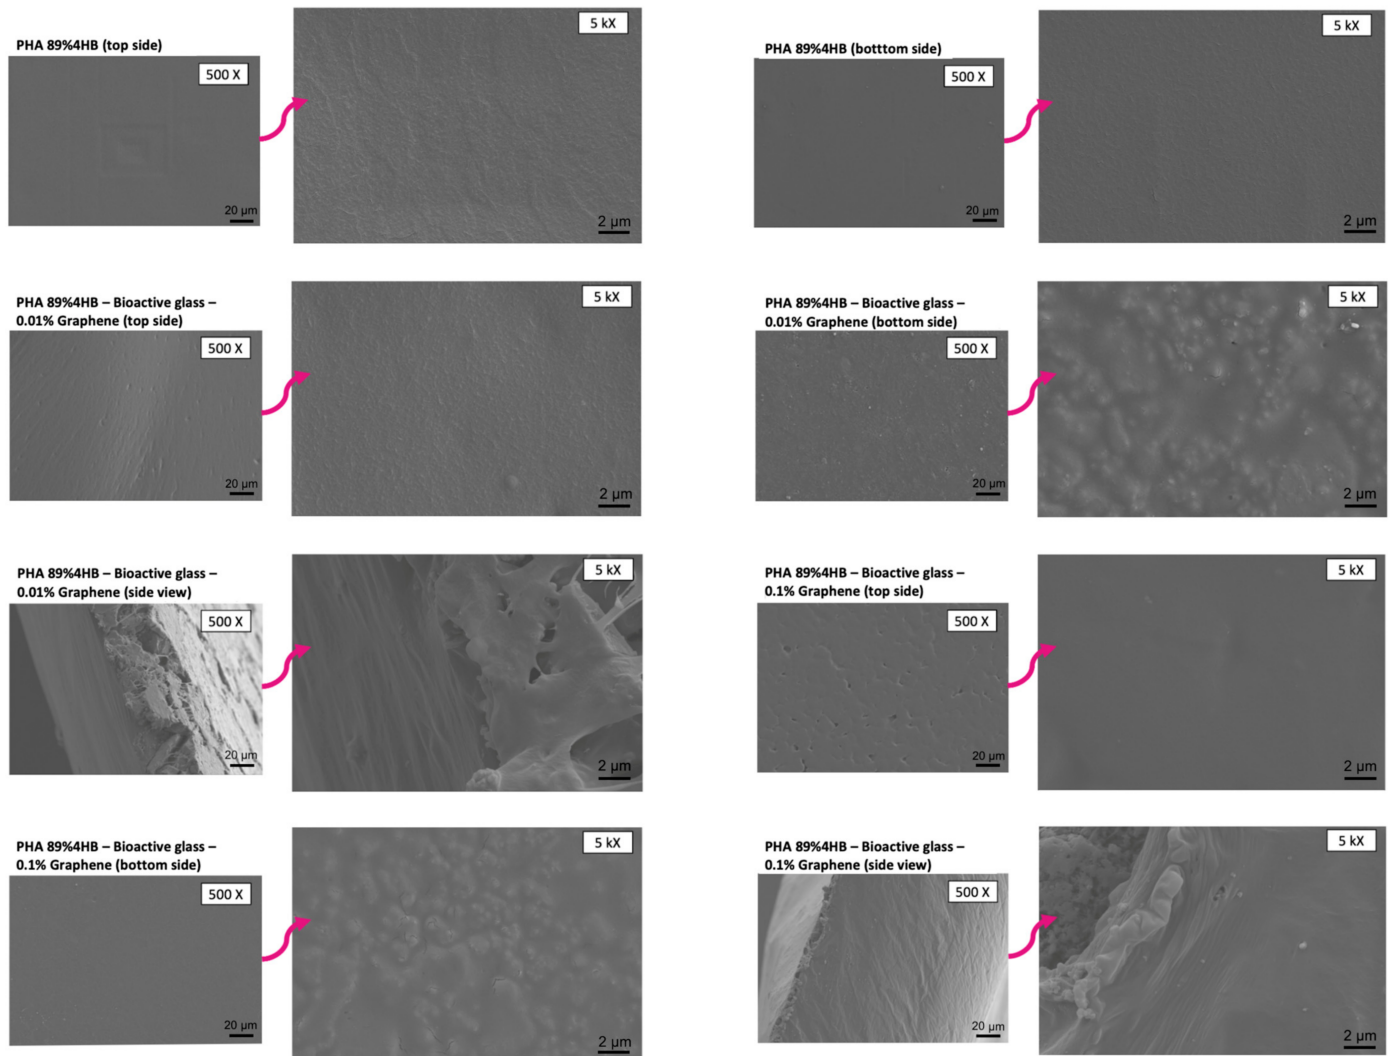 PHA 89%4HB (top side)
500 X
20 µm
5 kX
2 µm
PHA 89%4HB (botttom side)
500 X
20 µm
5 kX
2 µm
PHA 89%4HB – Bioactive glass –
0.01% Graphene (top side)
500 X
20 µm
5 kX
2 µm
PHA 89%4HB – Bioactive glass –
0.01% Graphene (bottom side)
500 X
20 µm
5 kX
2 µm
PHA 89%4HB – Bioactive glass –
0.01% Graphene (side view)
500 X
20 µm
5 kX
2 µm
PHA 89%4HB – Bioactive glass –
0.1% Graphene (top side)
500 X
20 µm
5 kX
2 µm
PHA 89%4HB – Bioactive glass –
0.1% Graphene (bottom side)
500 X
20 µm
5 kX
2 µm
PHA 89%4HB – Bioactive glass –
0.1% Graphene (side view)
500 X
20 µm
5 kX
2 µm